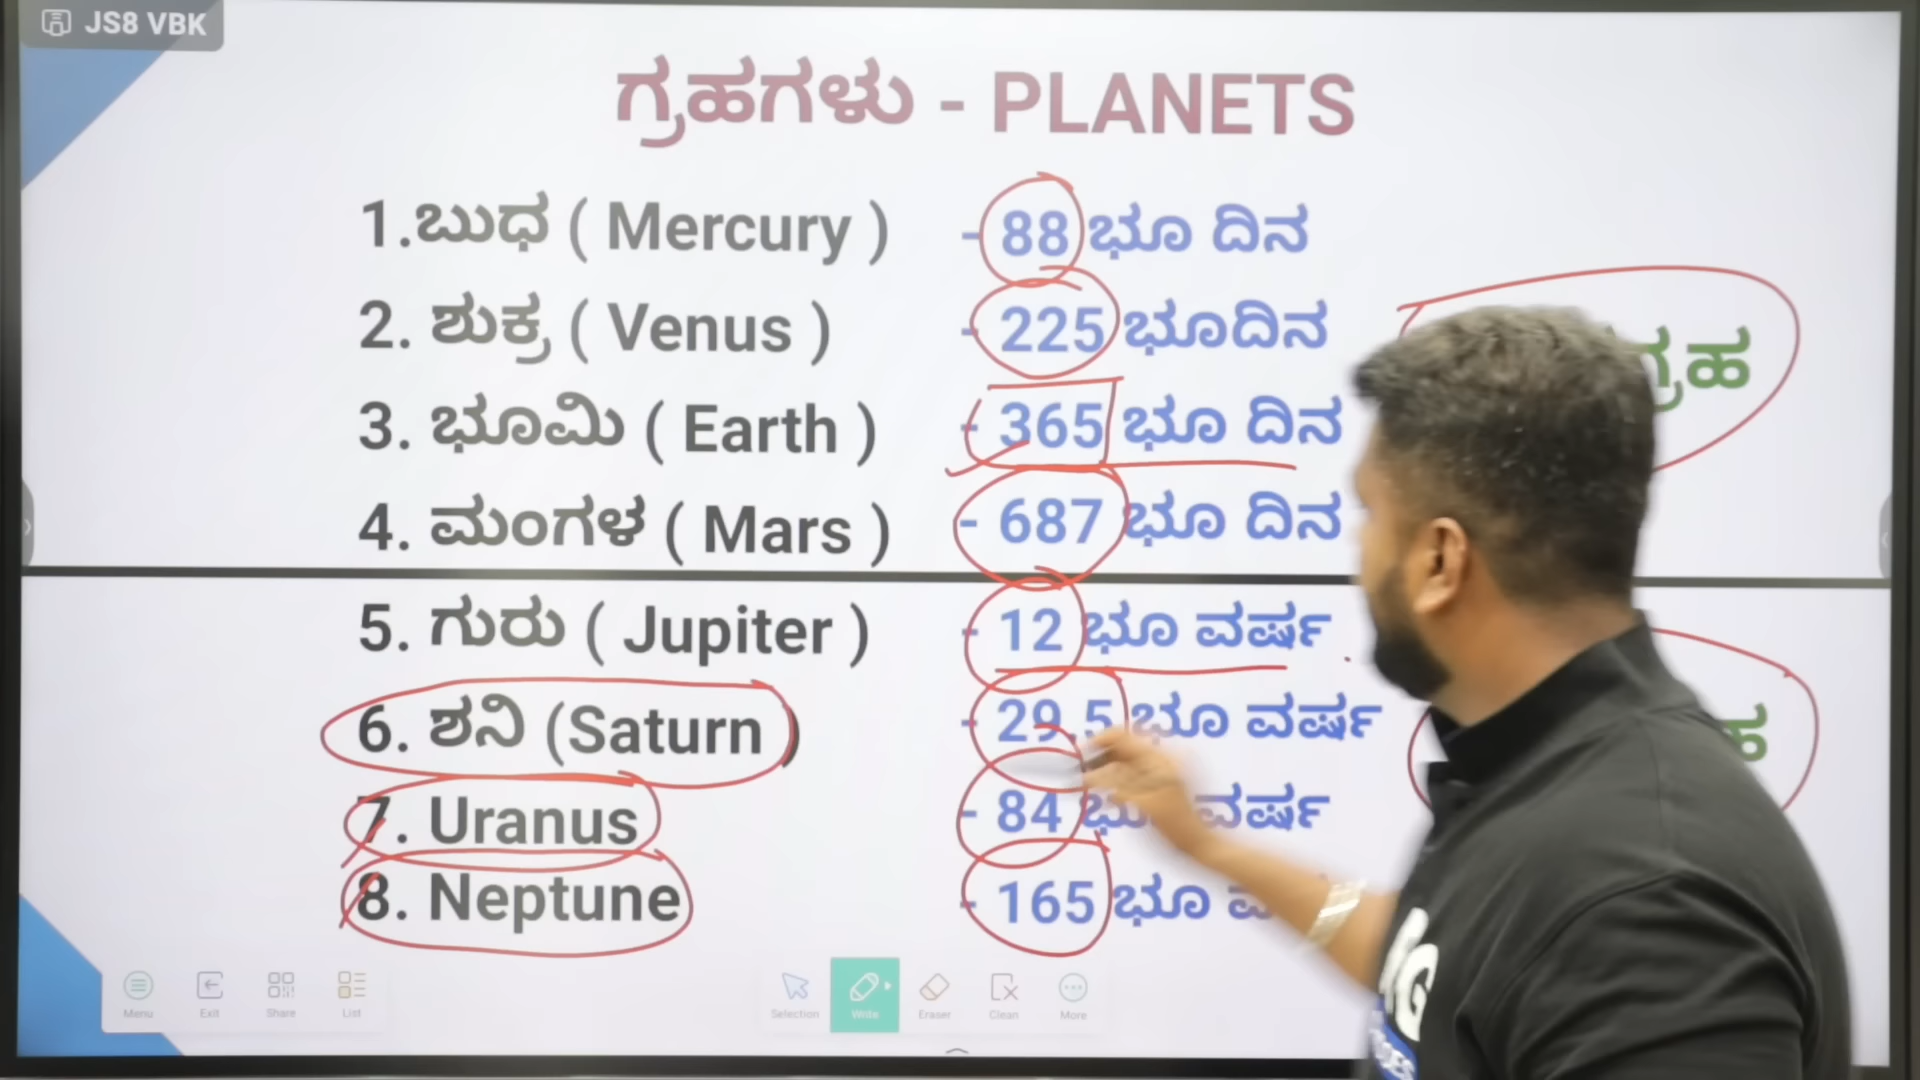 JS8 VBK
ಗ್ರಹಗಳು - PLANETS
1.ಬುಧ ( Mercury ) - 88 ಭೂ ದಿನ
2. ಶುಕ್ರ ( Venus ) - 225 ಭೂದಿನ
3. ಭೂಮಿ ( Earth ) - 365 ಭೂ ದಿನ
4. ಮಂಗಳ ( Mars ) - 687 ಭೂ ದಿನ
5. ಗುರು ( Jupiter ) - 12 ಭೂ ವರ್ಷ
6. ಶನಿ (Saturn ) - 29.5 ಭೂ ವರ್ಷ
7. Uranus - 84 ಭೂ ವರ್ಷ
8. Neptune - 165 ಭೂ
Menu Exit Share List Selection Write Eraser Clean More